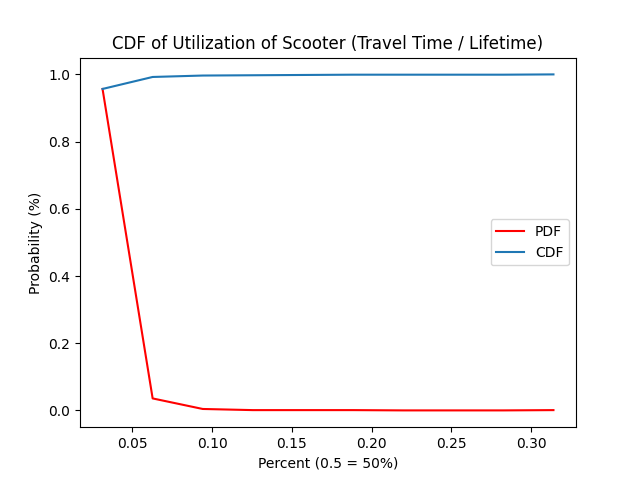 CDF of Utilization of Scooter (Travel Time / Lifetime)
1.0
0.8
0.6
0.4
0.2
0.0
Probability (%)
PDF
CDF
0.05 0.10 0.15 0.20 0.25 0.30
Percent (0.5 = 50%)